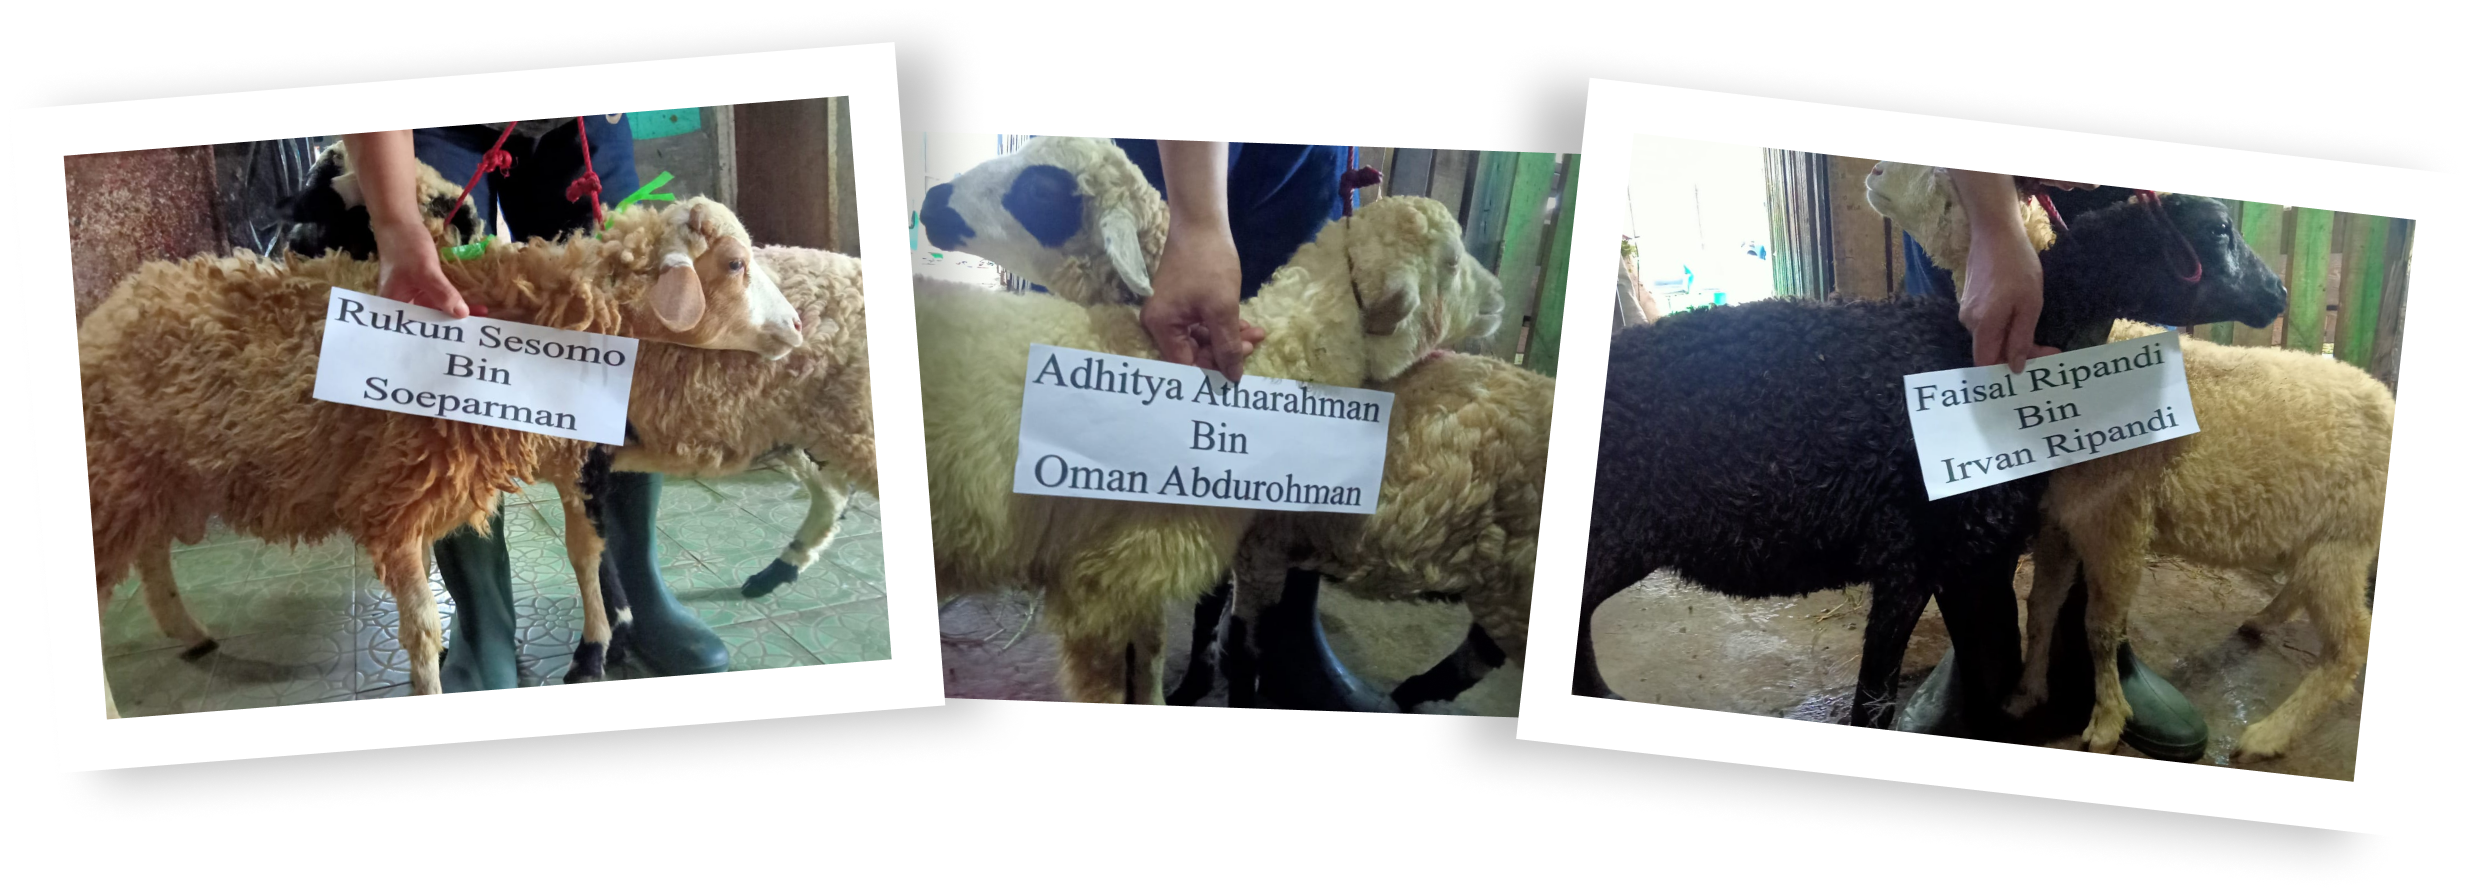 Rukun Sesomo
Bin
Soeparman
Adhitya Atharahman
Bin
Oman Abdurohman
Faisal Ripandi
Bin
Irvan Ripandi